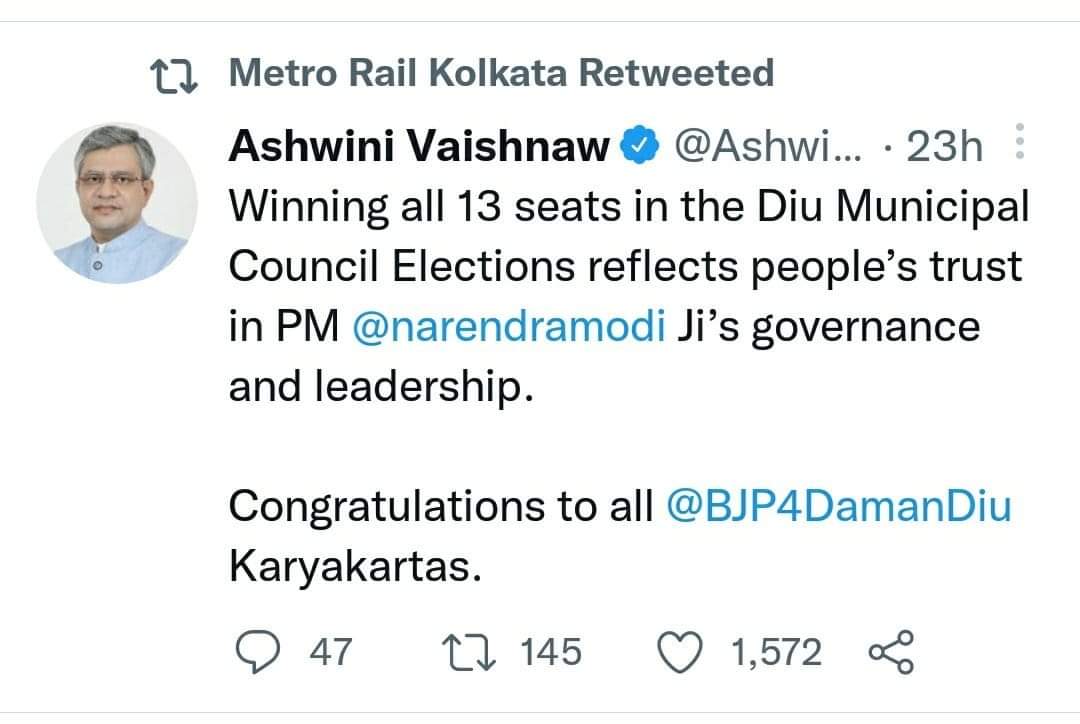 Metro Rail Kolkata Retweeted
Ashwini Vaishnaw @Ashwi... · 23h
Winning all 13 seats in the Diu Municipal
Council Elections reflects people’s trust
in PM @narendramodi Ji’s governance
and leadership.
Congratulations to all @BJP4DamanDiu
Karyakartas.
47 145 1,572